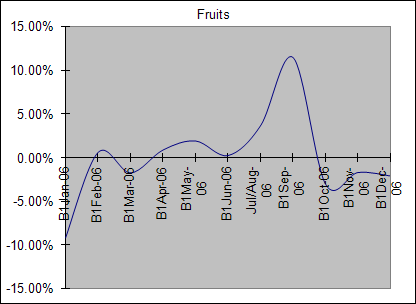 Fruits
15.00%
10.00%
5.00%
0.00%
-5.00%
-10.00%
-15.00%
B1Jan-06
B1Feb-06
B1Mar-06
B1Apr-06
B1May-
06
B1Jun-06
Jul/Aug-
06
B1Sep-
06
B1Oct-06
B1Nov-
06
B1Dec-
06